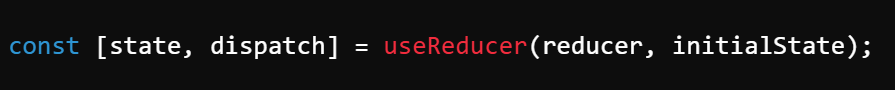 const [state, dispatch] = useReducer(reducer, initialState);